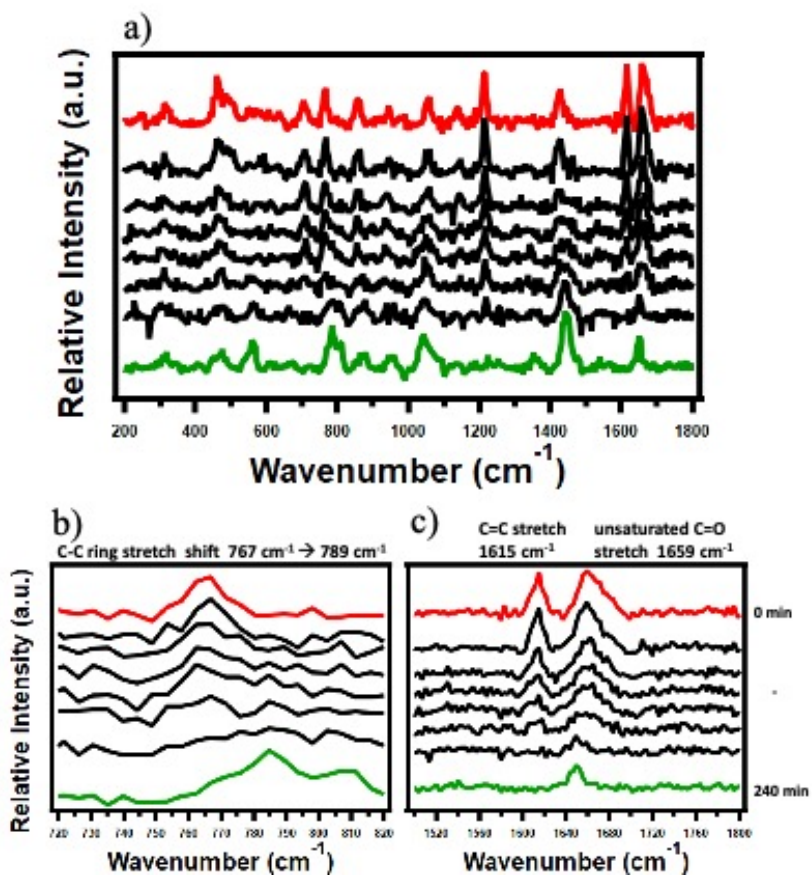 a)
Relative Intensity (a.u.)
200 400 600 800 1000 1200 1400 1600 1800
Wavenumber (cm⁻¹)
b)
C-C ring stretch shift 767 cm⁻¹ → 789 cm⁻¹
Relative Intensity (a.u.)
720 730 740 750 760 770 780 790 800 810 820
Wavenumber (cm⁻¹)
c)
C=C stretch unsaturated C=O
1615 cm⁻¹ stretch 1659 cm⁻¹
0 min
-
240 min
1520 1560 1600 1640 1680 1720 1760 1800
Wavenumber (cm⁻¹)